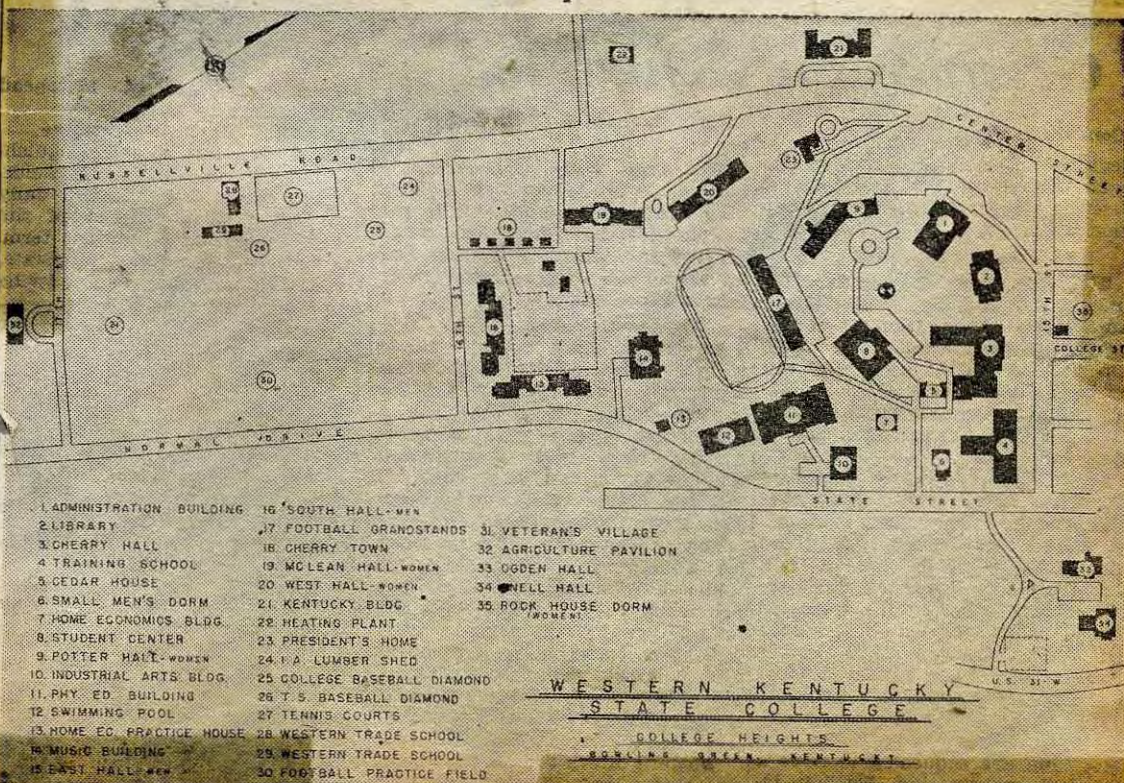 RUSSELLVILLE ROAD
CENTER STREET
16TH ST
15TH ST
COLLEGE ST
NORMAL DRIVE
STATE STREET
U.S. 31-W
1. ADMINISTRATION BUILDING
2. LIBRARY
3. CHERRY HALL
4 TRAINING SCHOOL
5. CEDAR HOUSE
6. SMALL MEN'S DORM
7 HOME ECONOMICS BLDG.
8. STUDENT CENTER
9. POTTER HALL-WOMEN
10. INDUSTRIAL ARTS BLDG.
11. PHY. ED. BUILDING
12 SWIMMING POOL
13. HOME EC. PRACTICE HOUSE
14 MUSIC BUILDING
15 EAST HALL-MEN
16 SOUTH HALL-MEN
17 FOOTBALL GRANDSTANDS
18. CHERRY TOWN
19. MCLEAN HALL-WOMEN
20 WEST HALL-WOMEN
21. KENTUCKY BLDG
22. HEATING PLANT
23. PRESIDENT'S HOME
24. I A LUMBER SHED
25 COLLEGE BASEBALL DIAMOND
26 T S BASEBALL DIAMOND
27 TENNIS COURTS
28. WESTERN TRADE SCHOOL
29. WESTERN TRADE SCHOOL
30 FOOTBALL PRACTICE FIELD
31. VETERAN'S VILLAGE
32 AGRICULTURE PAVILION
33 OGDEN HALL
34 SNELL HALL
35. ROCK HOUSE DORM
(WOMEN)
WESTERN KENTUCKY
STATE COLLEGE
COLLEGE HEIGHTS
BOWLING GREEN, KENTUCKY